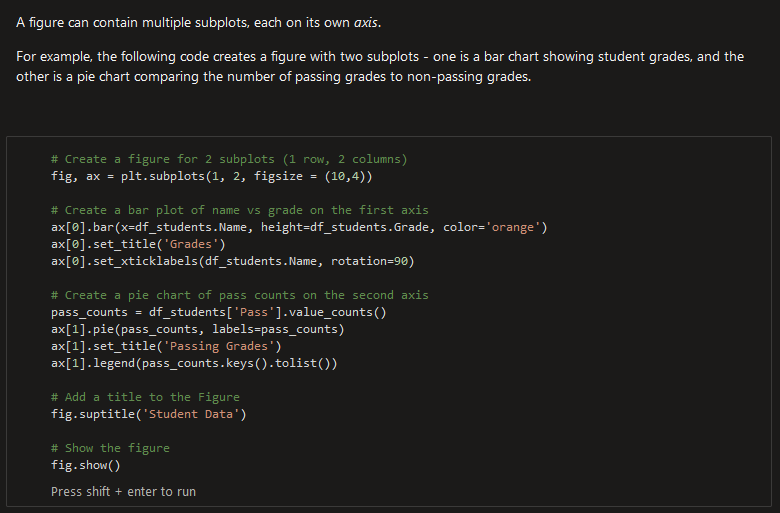 A figure can contain multiple subplots, each on its own axis.
For example, the following code creates a figure with two subplots - one is a bar chart showing student grades, and the
other is a pie chart comparing the number of passing grades to non-passing grades.
# Create a figure for 2 subplots (1 row, 2 columns)
fig, ax = plt.subplots(1, 2, figsize = (10,4))
# Create a bar plot of name vs grade on the first axis
ax[0].bar(x=df_students.Name, height=df_students.Grade, color='orange')
ax[0].set_title('Grades')
ax[0].set_xticklabels(df_students.Name, rotation=90)
# Create a pie chart of pass counts on the second axis
pass_counts = df_students['Pass'].value_counts()
ax[1].pie(pass_counts, labels=pass_counts)
ax[1].set_title('Passing Grades')
ax[1].legend(pass_counts.keys().tolist())
# Add a title to the Figure
fig.suptitle('Student Data')
# Show the figure
fig.show()
Press shift + enter to run